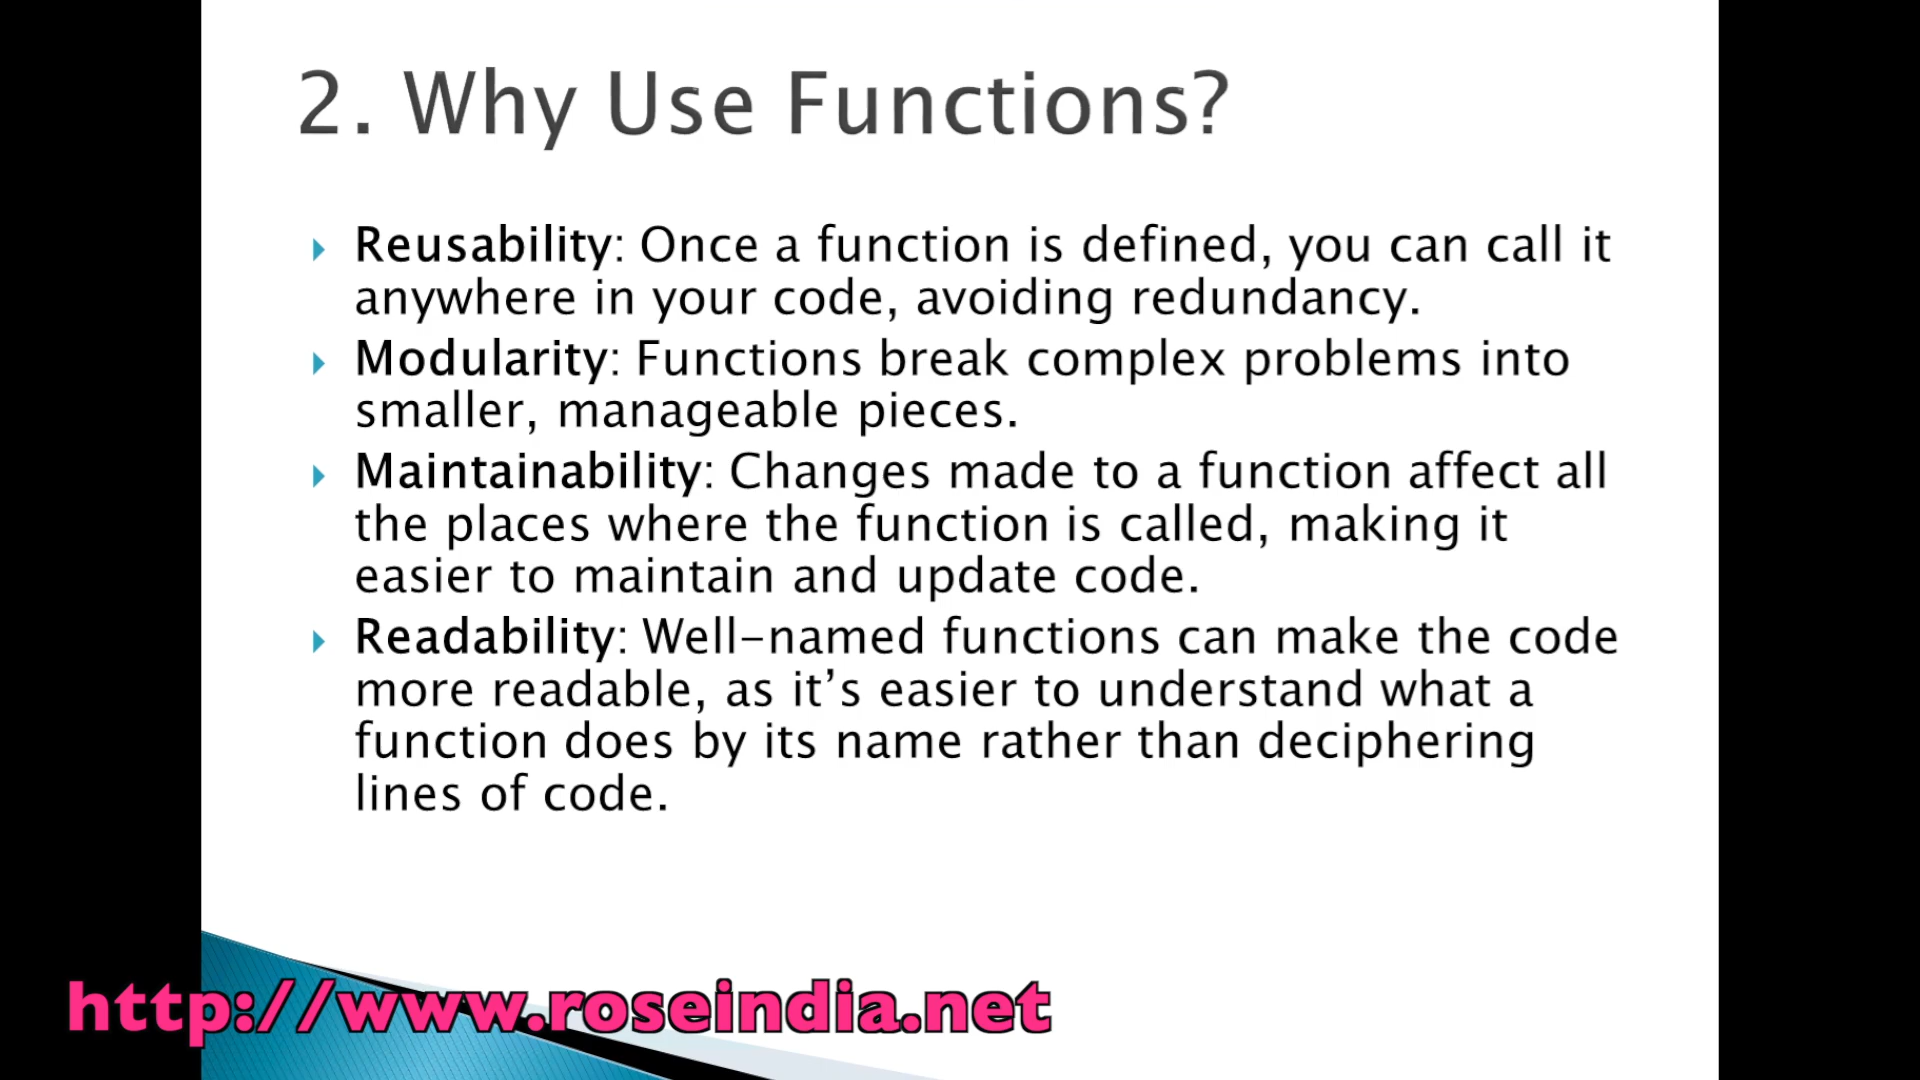 2. Why Use Functions?
Reusability: Once a function is defined, you can call it
anywhere in your code, avoiding redundancy.
Modularity: Functions break complex problems into
smaller, manageable pieces.
Maintainability: Changes made to a function affect all
the places where the function is called, making it
easier to maintain and update code.
Readability: Well-named functions can make the code
more readable, as it’s easier to understand what a
function does by its name rather than deciphering
lines of code.
http://www.roseindia.net